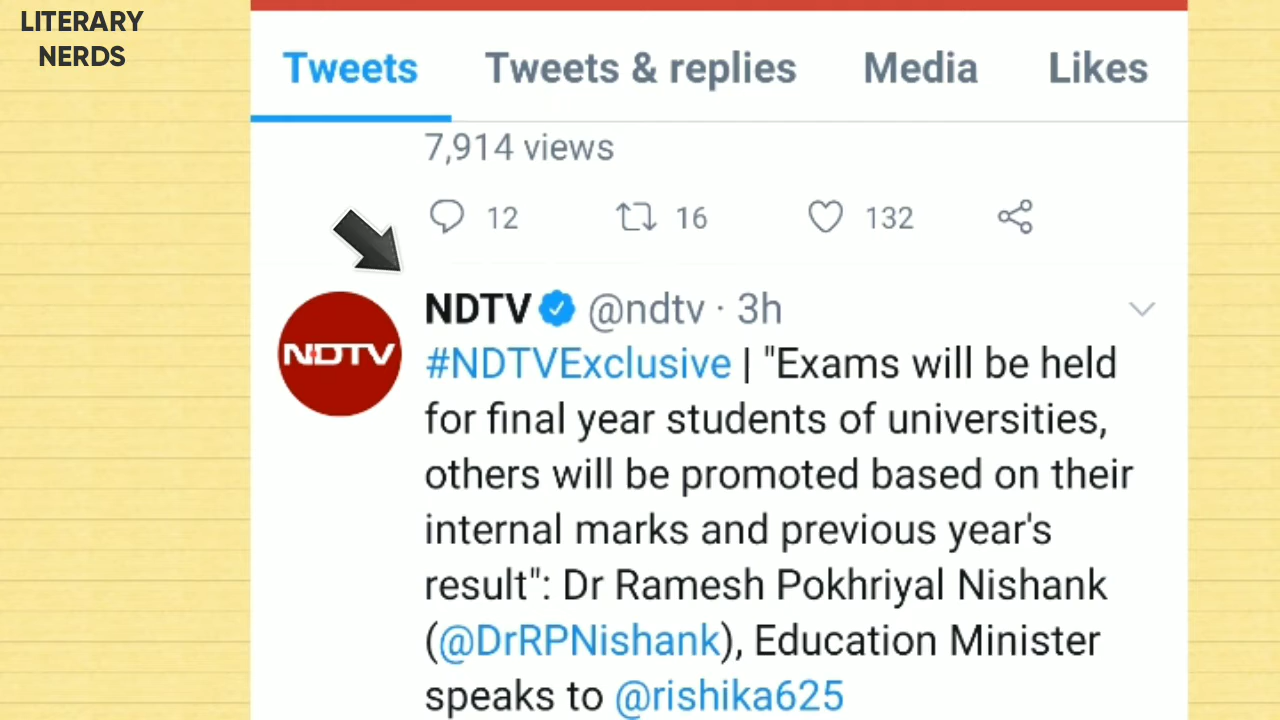 LITERARY
NERDS
Tweets Tweets & replies Media Likes
7,914 views
12 16 132
NDTV @ndtv · 3h
NDTV
#NDTVExclusive | "Exams will be held
for final year students of universities,
others will be promoted based on their
internal marks and previous year's
result": Dr Ramesh Pokhriyal Nishank
(@DrRPNishank), Education Minister
speaks to @rishika625